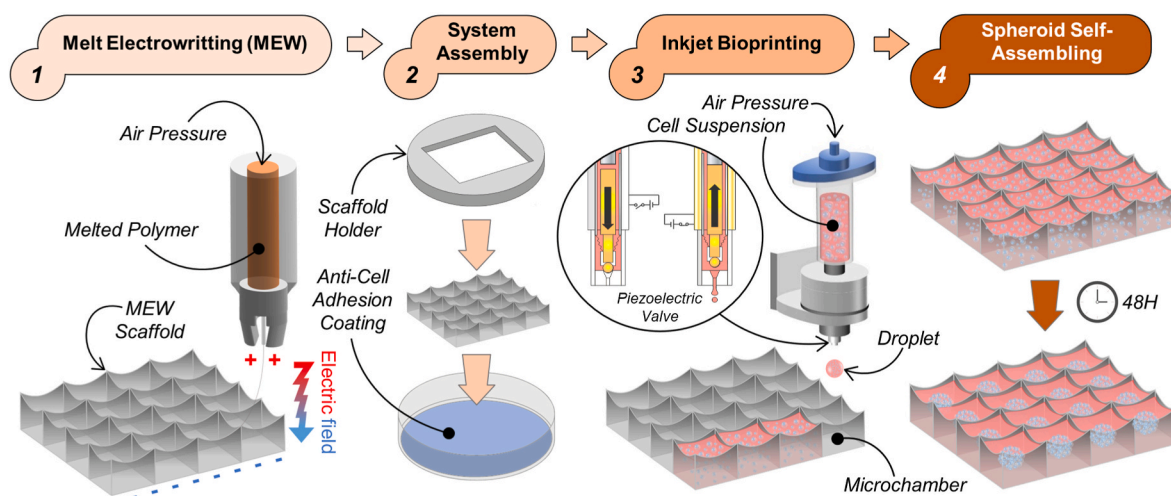 1
Melt Electrowritting (MEW)
2
System
Assembly
3
Inkjet Bioprinting
4
Spheroid Self-
Assembling
Air Pressure
Melted Polymer
MEW
Scaffold
+ +
Electric
field
- - - - - - - - - -
Scaffold
Holder
Anti-Cell
Adhesion
Coating
Air Pressure
Cell Suspension
Piezoelectric
Valve
Droplet
Microchamber
48H